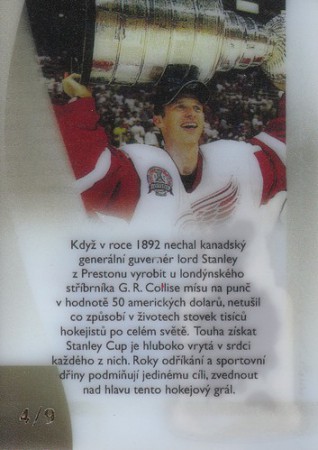 Když v roce 1892 nechal kanadský
generální guvernér lord Stanley
z Prestonu vyrobit u londýnského
stříbrníka G. R. Collise mísu na punč
v hodnotě 50 amerických dolarů, netušil
co způsobí v životech stovek tisíců
hokejistů po celém světě. Touha získat
Stanley Cup je hluboko vrytá v srdci
každého z nich. Roky odříkání a sportovní
dřiny podmiňují jedinému cíli, zvednout
nad hlavu tento hokejový grál.
4/9